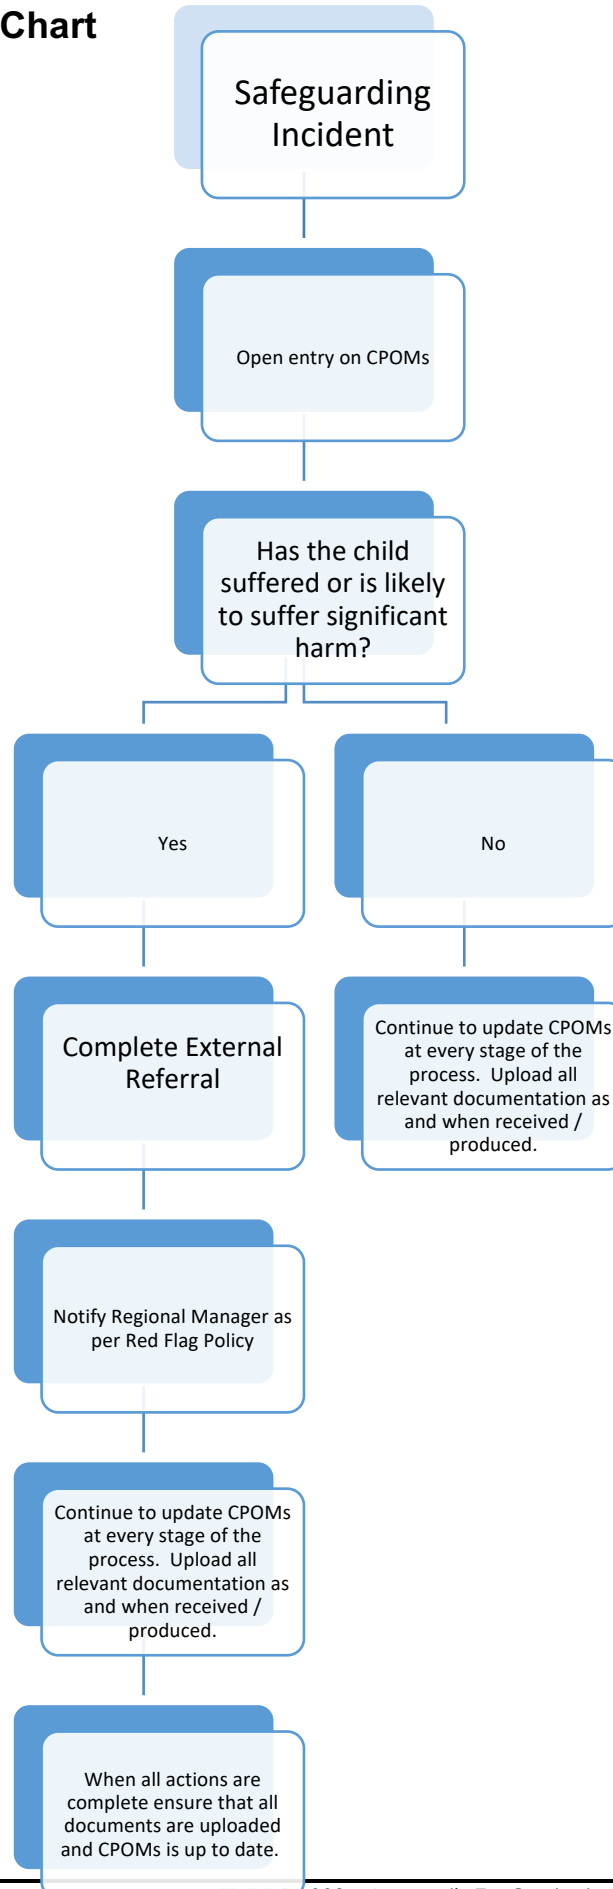 Chart
Safeguarding
Incident
Open entry on CPOMs
Has the child
suffered or is likely
to suffer significant
harm?
Yes
No
Complete External
Referral
Continue to update CPOMs
at every stage of the
process. Upload all
relevant documentation as
and when received /
produced.
Notify Regional Manager as
per Red Flag Policy
Continue to update CPOMs
at every stage of the
process. Upload all
relevant documentation as
and when received /
produced.
When all actions are
complete ensure that all
documents are uploaded
and CPOMs is up to date.